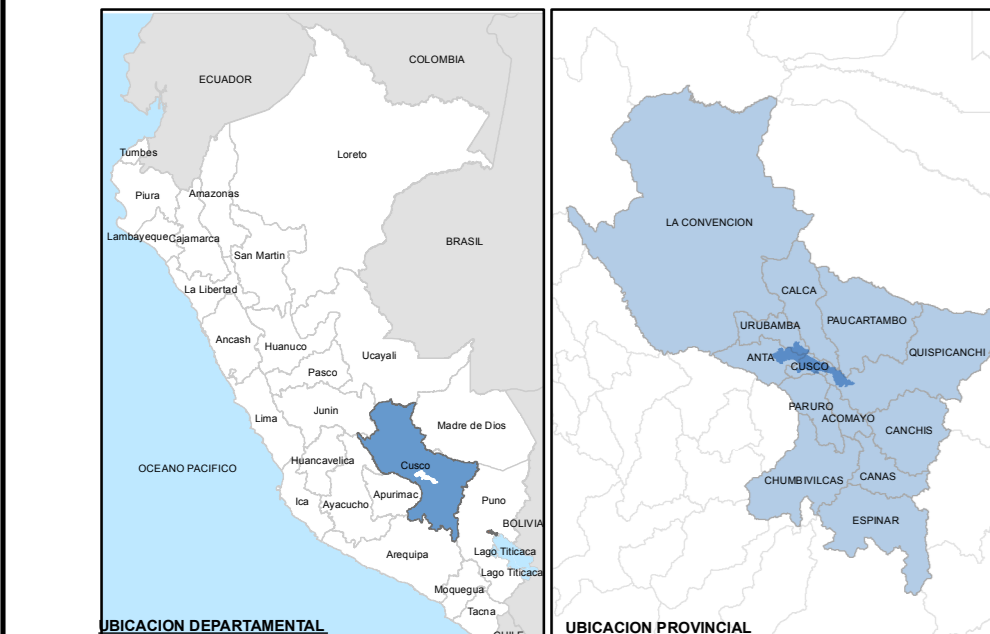 ECUADOR
COLOMBIA
Tumbes
Loreto
Piura
Amazonas
Lambayeque
Cajamarca
BRASIL
San Martin
La Libertad
Ancash
Huanuco
Ucayali
Pasco
Junin
Lima
Madre de Dios
Huancavelica
Cusco
OCEANO PACIFICO
Ica
Ayacucho
Apurimac
Puno
BOLIVIA
Arequipa
Lago Titicaca
Lago Titicaca
Moquegua
Tacna
CHILE
UBICACION DEPARTAMENTAL
LA CONVENCION
CALCA
URUBAMBA
PAUCARTAMBO
ANTA
CUSCO
QUISPICANCHI
PARURO
ACOMAYO
CANCHIS
CHUMBIVILCAS
CANAS
ESPINAR
UBICACION PROVINCIAL